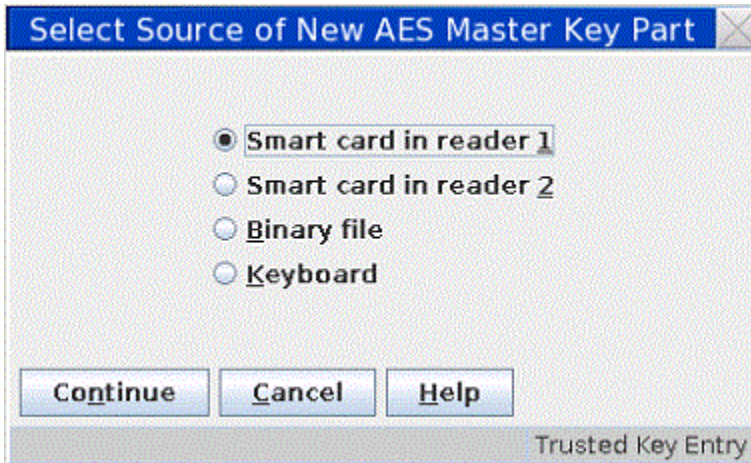 Select Source of New AES Master Key Part
Smart card in reader 1
Smart card in reader 2
Binary file
Keyboard
Continue Cancel Help
Trusted Key Entry